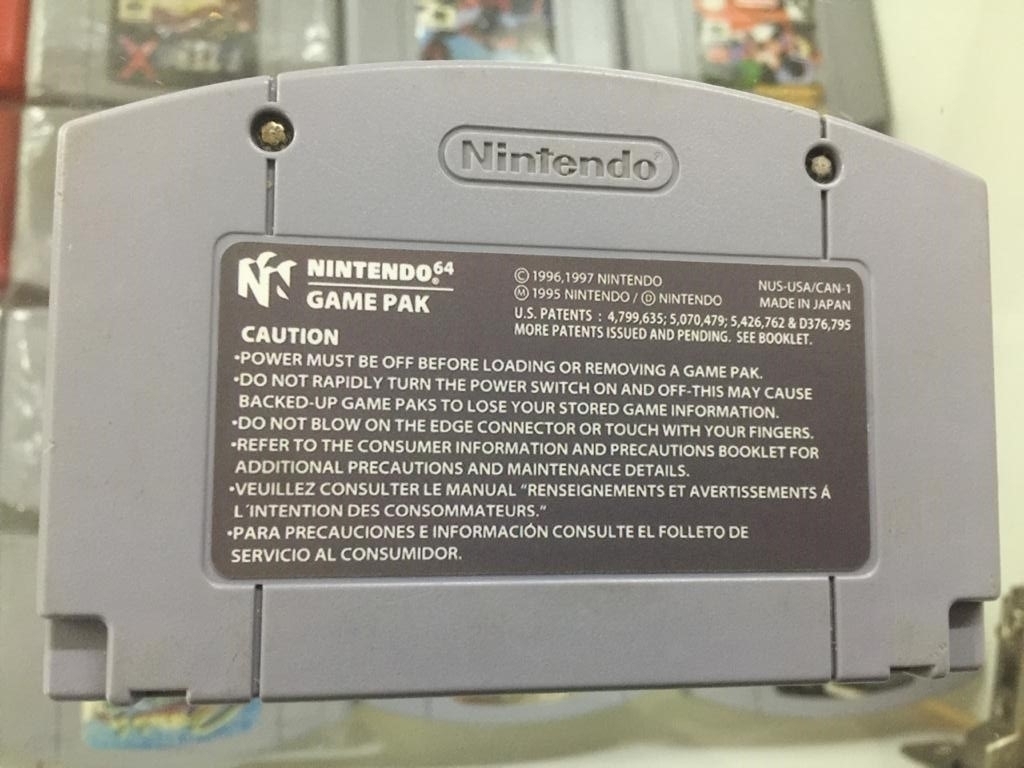 Nintendo®
NINTENDO®64
GAME PAK
© 1996,1997 NINTENDO
Ⓜ 1995 NINTENDO / Ⓓ NINTENDO
U.S. PATENTS : 4,799,635; 5,070,479; 5,426,762 & D376,795
MORE PATENTS ISSUED AND PENDING. SEE BOOKLET.
NUS-USA/CAN-1
MADE IN JAPAN
CAUTION
•POWER MUST BE OFF BEFORE LOADING OR REMOVING A GAME PAK.
•DO NOT RAPIDLY TURN THE POWER SWITCH ON AND OFF-THIS MAY CAUSE
BACKED-UP GAME PAKS TO LOSE YOUR STORED GAME INFORMATION.
•DO NOT BLOW ON THE EDGE CONNECTOR OR TOUCH WITH YOUR FINGERS.
•REFER TO THE CONSUMER INFORMATION AND PRECAUTIONS BOOKLET FOR
ADDITIONAL PRECAUTIONS AND MAINTENANCE DETAILS.
•VEUILLEZ CONSULTER LE MANUAL “RENSEIGNEMENTS ET AVERTISSEMENTS Á
L´INTENTION DES CONSOMMATEURS.”
•PARA PRECAUCIONES E INFORMACIÓN CONSULTE EL FOLLETO DE
SERVICIO AL CONSUMIDOR.